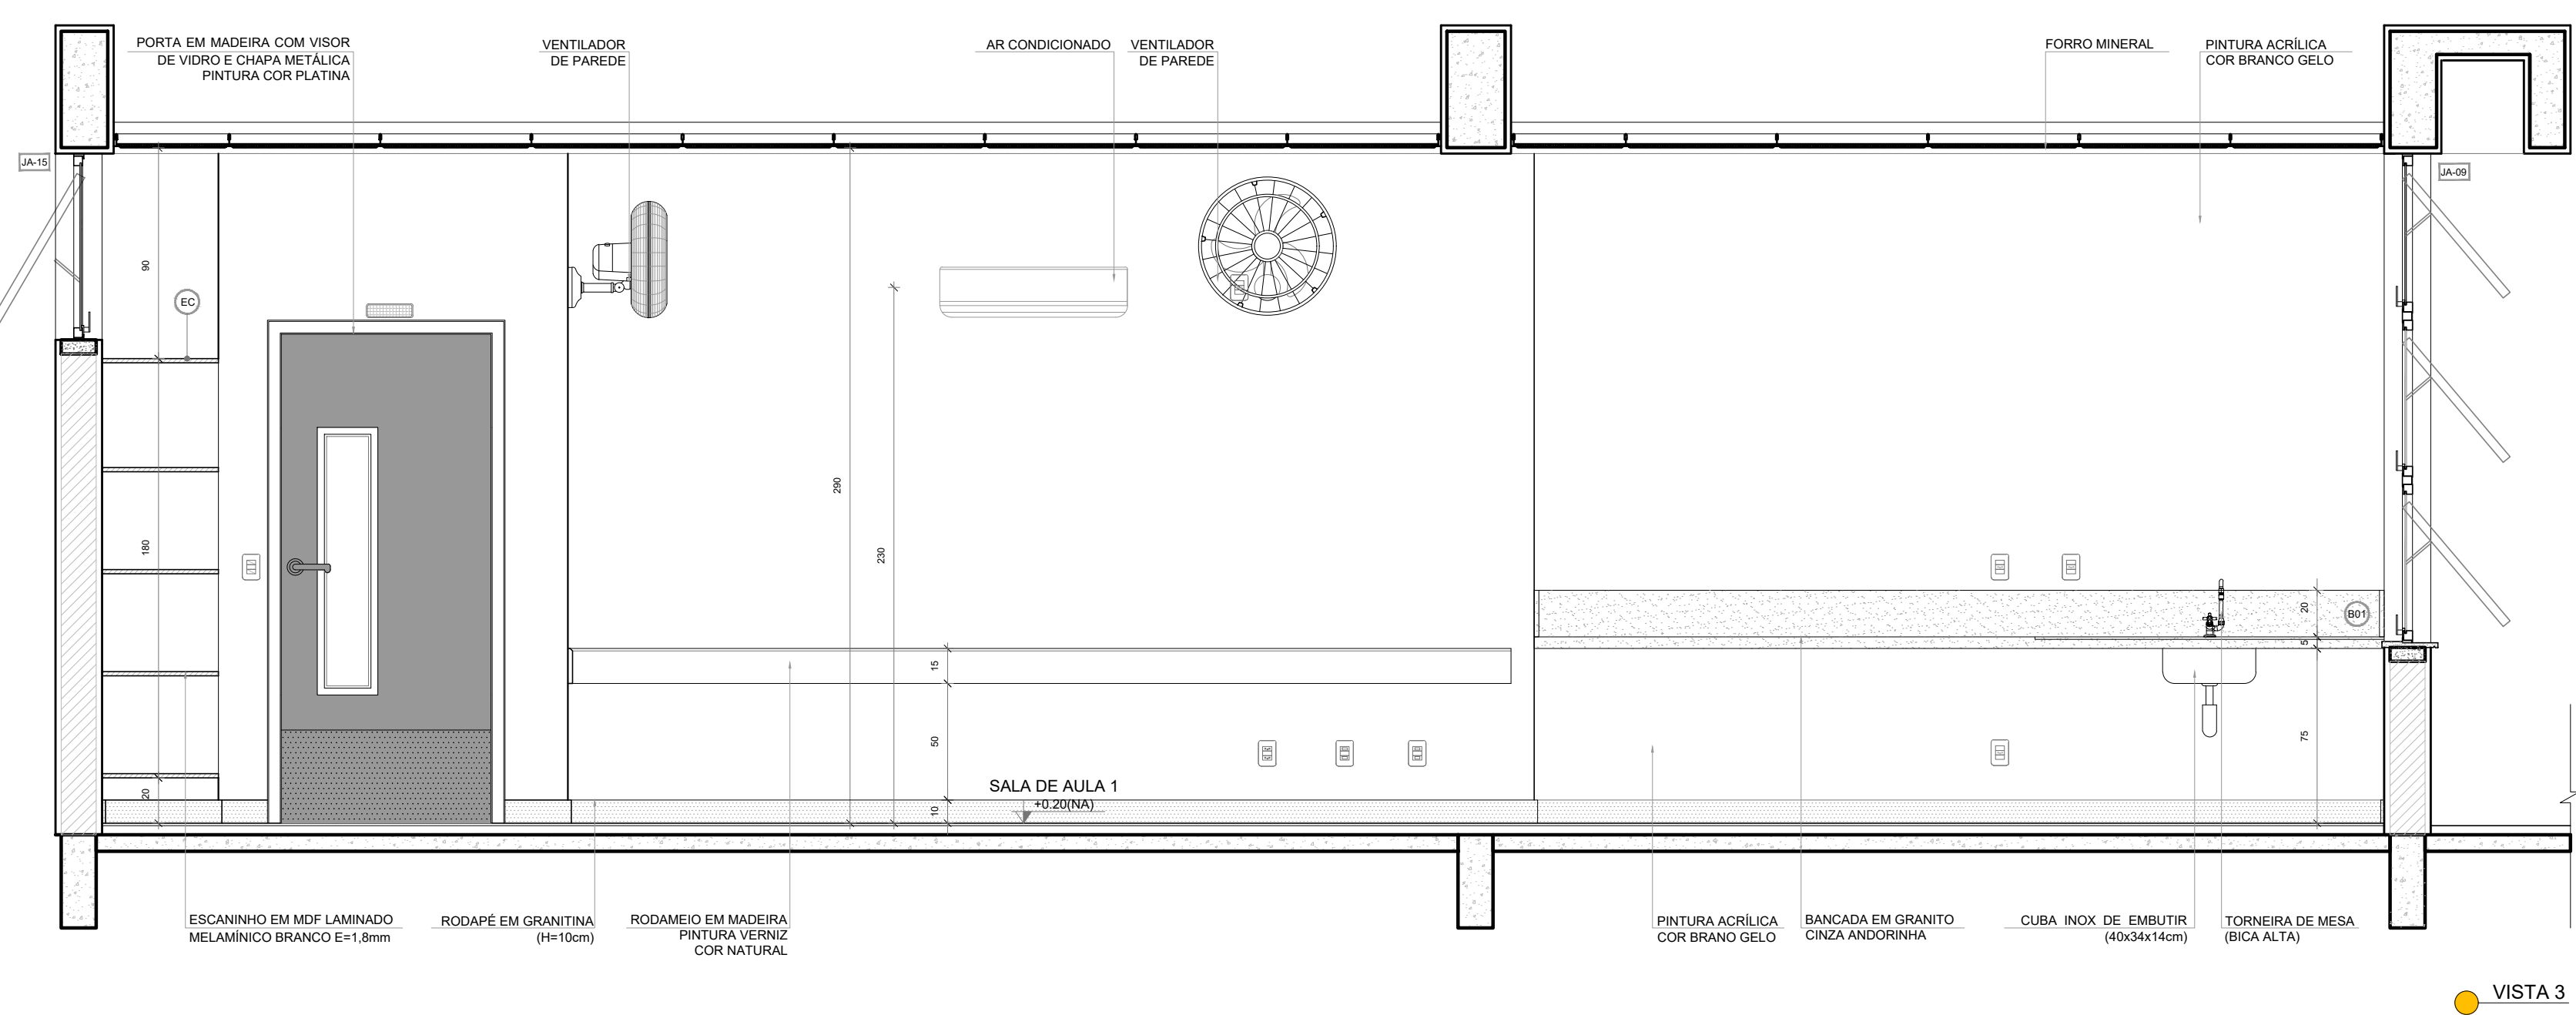 PORTA EM MADEIRA COM VISOR
DE VIDRO E CHAPA METÁLICA
PINTURA COR PLATINA
VENTILADOR
DE PAREDE
AR CONDICIONADO
VENTILADOR
DE PAREDE
FORRO MINERAL
PINTURA ACRÍLICA
COR BRANCO GELO
JA-15
JA-09
90
EC
290
230
180
20
B01
5
15
50
75
20
10
SALA DE AULA 1
+0.20(NA)
ESCANINHO EM MDF LAMINADO
MELAMÍNICO BRANCO E=1,8mm
RODAPÉ EM GRANITINA
(H=10cm)
RODAMEIO EM MADEIRA
PINTURA VERNIZ
COR NATURAL
PINTURA ACRÍLICA
COR BRANO GELO
BANCADA EM GRANITO
CINZA ANDORINHA
CUBA INOX DE EMBUTIR
(40x34x14cm)
TORNEIRA DE MESA
(BICA ALTA)
VISTA 3